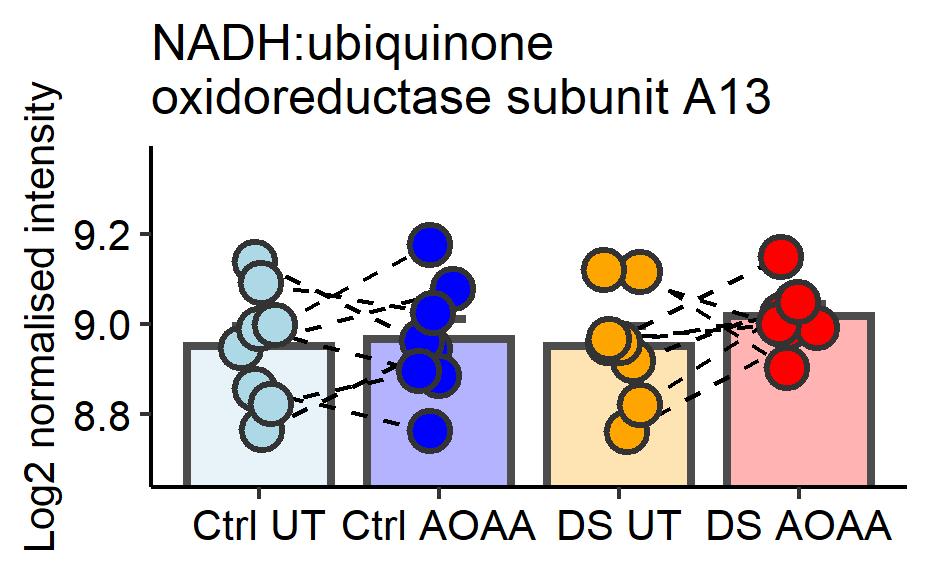 NADH:ubiquinone
oxidoreductase subunit A13
Log2 normalised intensity
9.2
9.0
8.8
Ctrl UT
Ctrl AOAA
DS UT
DS AOAA